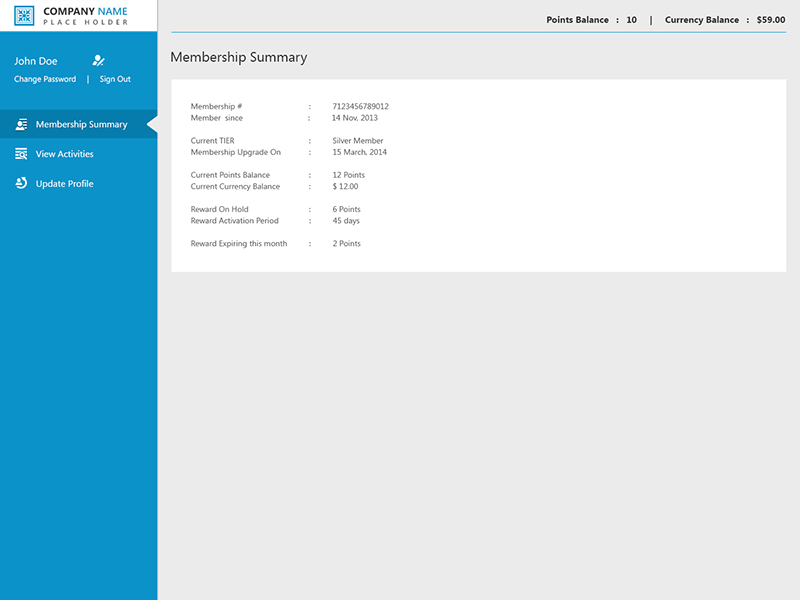 COMPANY NAME
PLACE HOLDER
Points Balance : 10 | Currency Balance : $59.00
John Doe
Change Password | Sign Out
Membership Summary
View Activities
Update Profile
Membership Summary
Membership # : 7123456789012
Member since : 14 Nov, 2013
Current TIER : Silver Member
Membership Upgrade On : 15 March, 2014
Current Points Balance : 12 Points
Current Currency Balance : $ 12.00
Reward On Hold : 6 Points
Reward Activation Period : 45 days
Reward Expiring this month : 2 Points